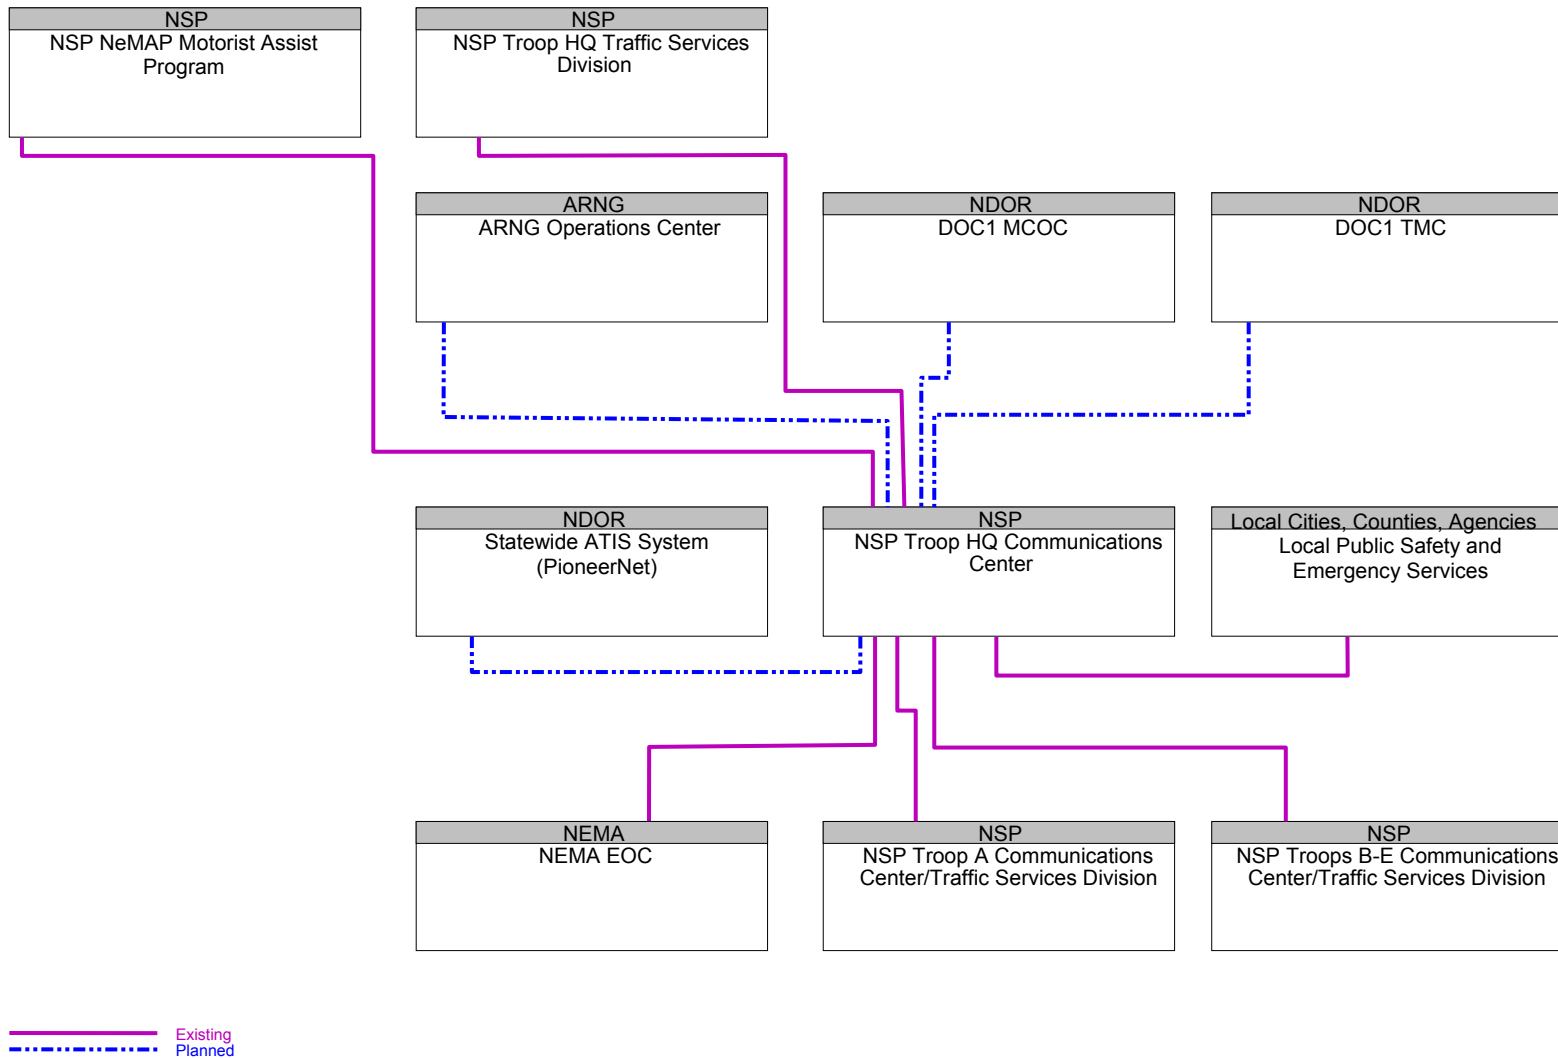 NSP
NSP NeMAP Motorist Assist
Program
NSP
NSP Troop HQ Traffic Services
Division
ARNG
ARNG Operations Center
NDOR
DOC1 MCOC
NDOR
DOC1 TMC
NDOR
Statewide ATIS System
(PioneerNet)
NSP
NSP Troop HQ Communications
Center
Local Cities, Counties, Agencies
Local Public Safety and
Emergency Services
NEMA
NEMA EOC
NSP
NSP Troop A Communications
Center/Traffic Services Division
NSP
NSP Troops B-E Communications
Center/Traffic Services Division
Existing
Planned